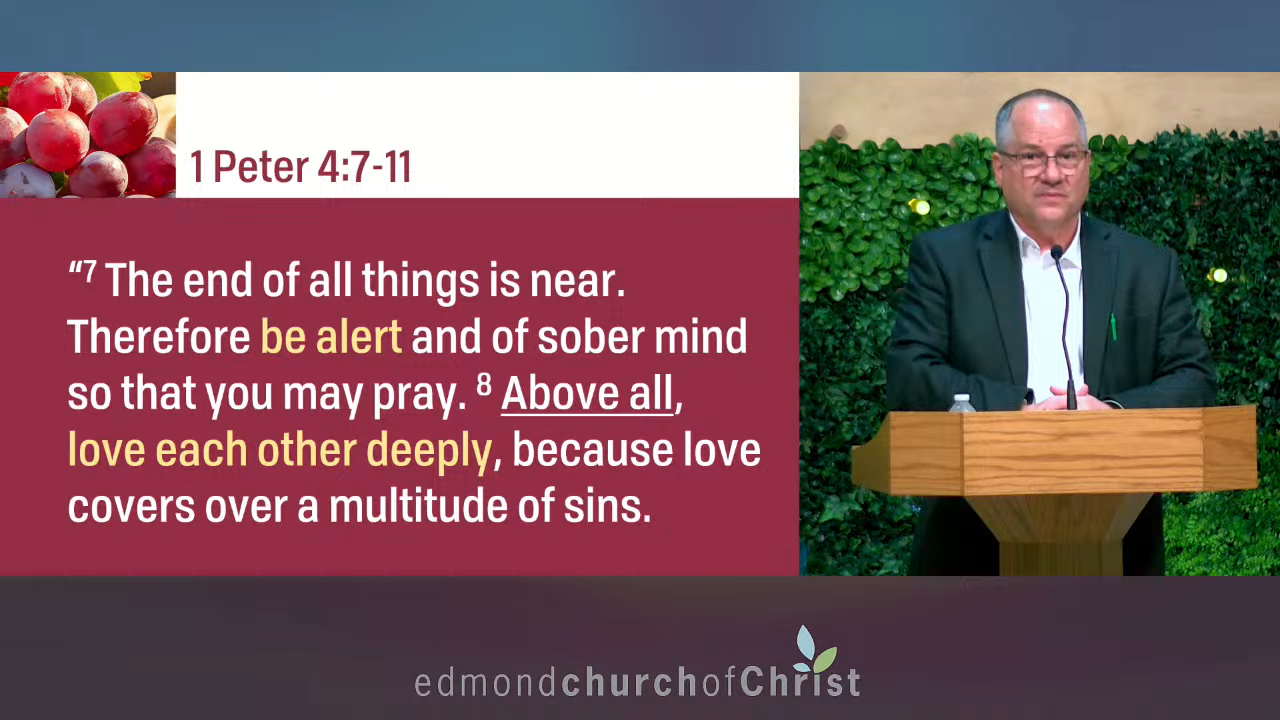 1 Peter 4:7-11
“⁷ The end of all things is near.
Therefore be alert and of sober mind
so that you may pray. ⁸ Above all,
love each other deeply, because love
covers over a multitude of sins.
edmondchurchofChrist